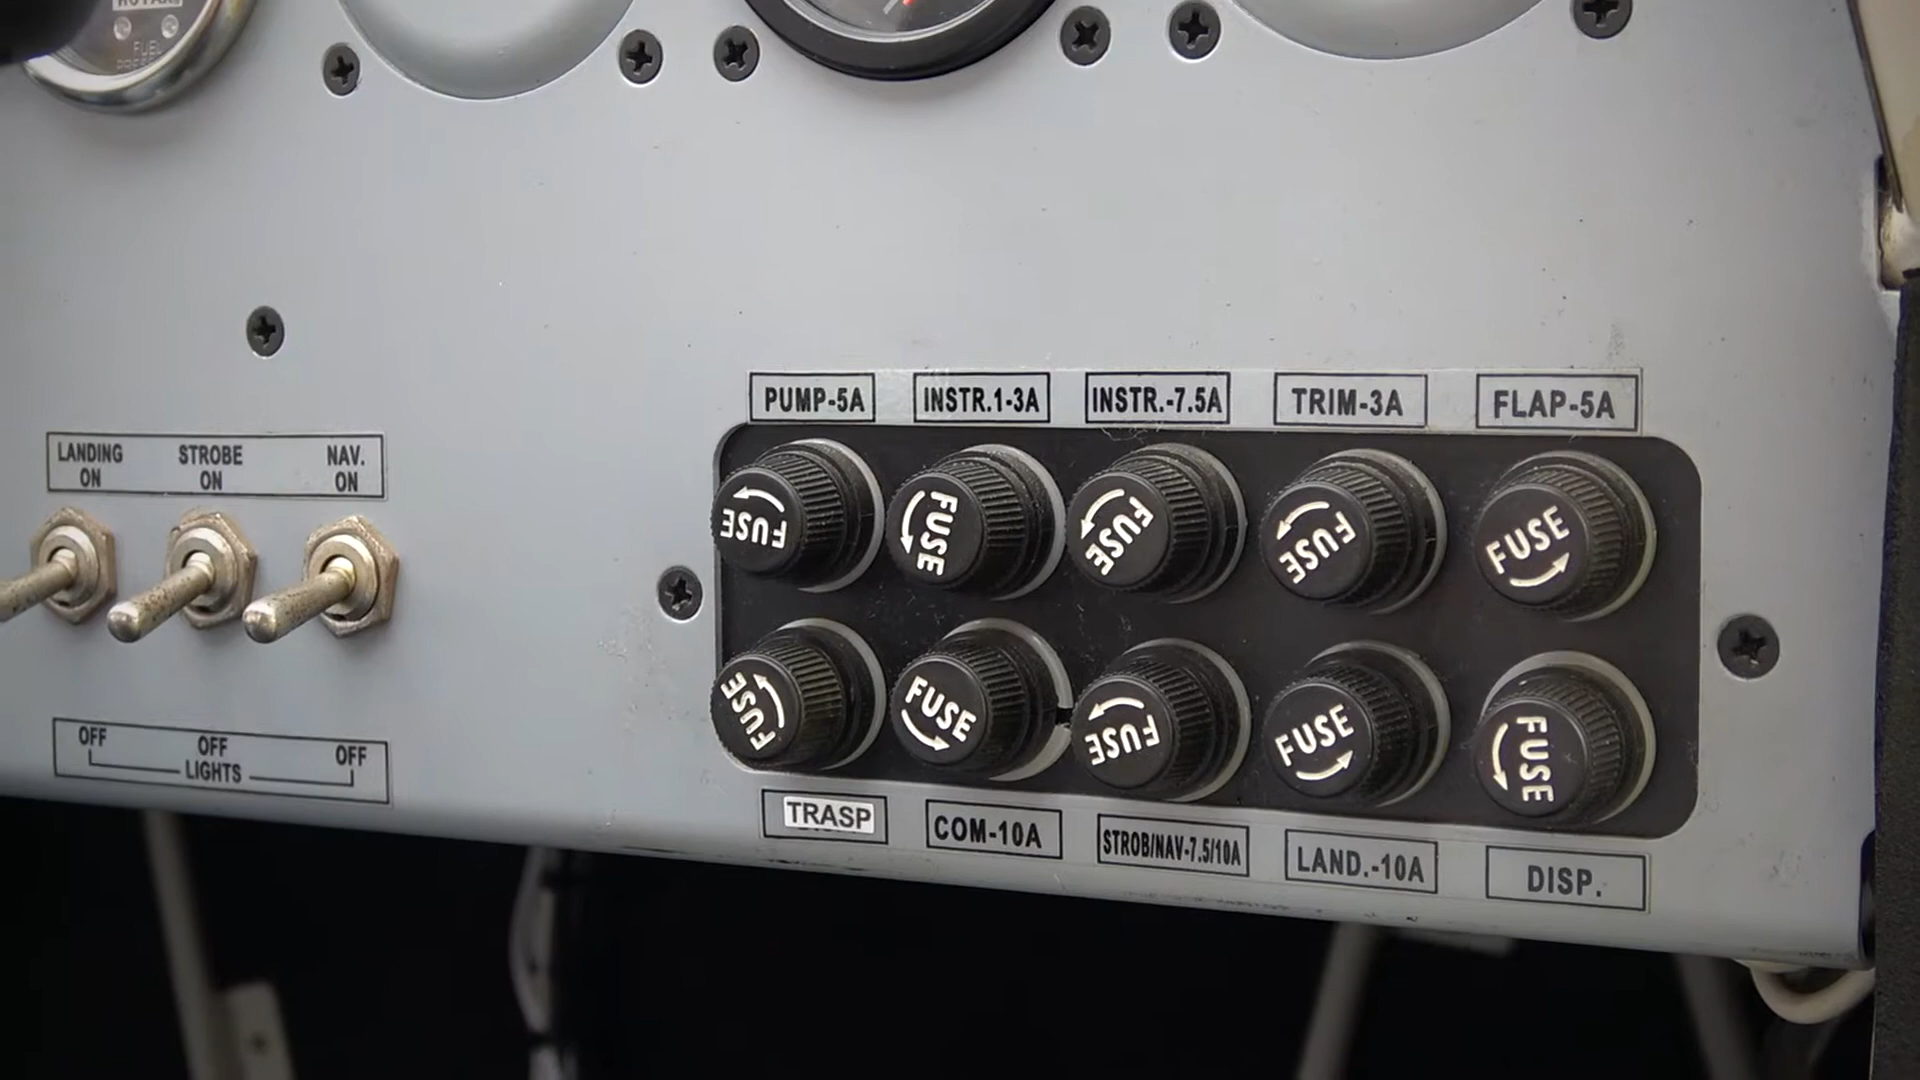 FUEL
LANDING STROBE NAV.
ON ON ON
OFF OFF OFF
LIGHTS
PUMP-5A INSTR.1-3A INSTR.-7.5A TRIM-3A FLAP-5A
FUSE FUSE FUSE FUSE FUSE
FUSE FUSE FUSE FUSE FUSE
TRASP COM-10A STROB/NAV-7.5/10A LAND.-10A DISP.